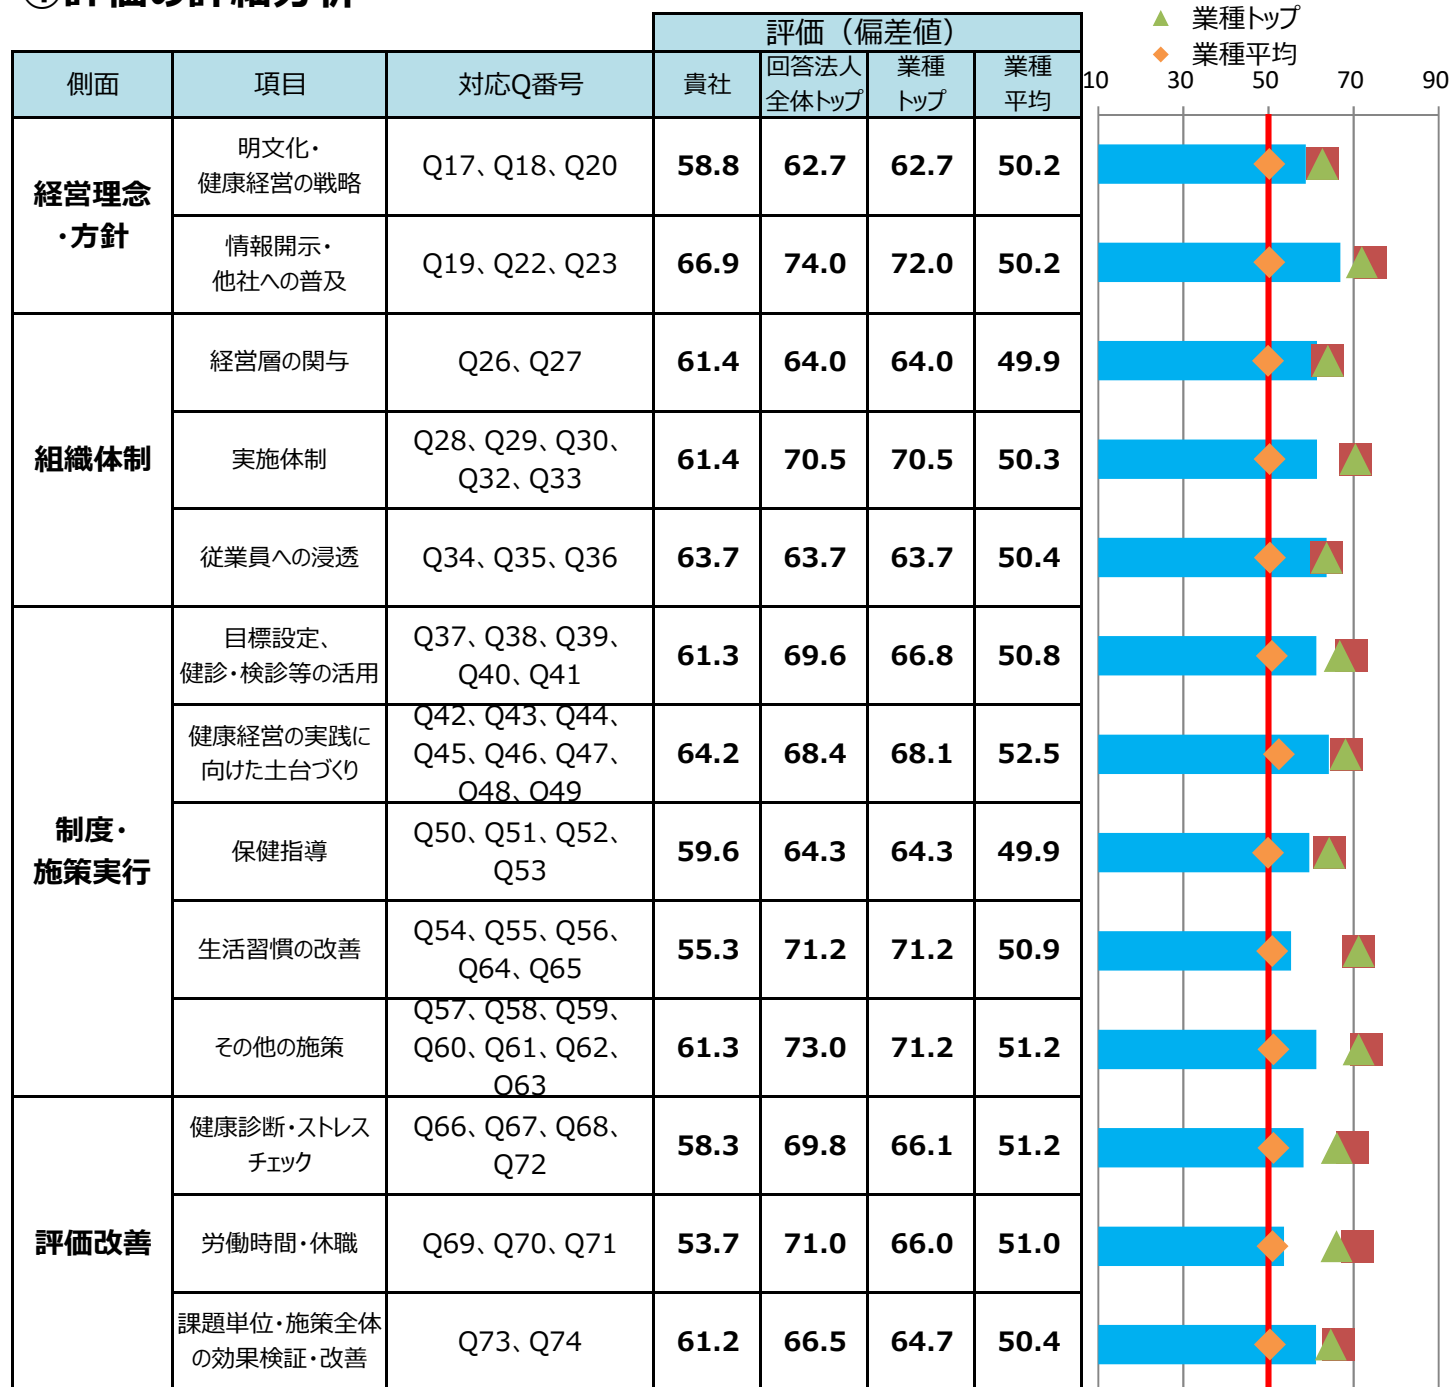 ①評価の詳細分析
▲ 業種トップ
◆ 業種平均
評価（偏差値）
側面 項目 対応Q番号 貴社 回答法人 業種 業種
全体トップ トップ 平均
10 30 50 70 90
経営理念
・方針
明文化・
健康経営の戦略
Q17、Q18、Q20 58.8 62.7 62.7 50.2
情報開示・
他社への普及
Q19、Q22、Q23 66.9 74.0 72.0 50.2
組織体制
経営層の関与 Q26、Q27 61.4 64.0 64.0 49.9
実施体制
Q28、Q29、Q30、
Q32、Q33
61.4 70.5 70.5 50.3
従業員への浸透 Q34、Q35、Q36 63.7 63.7 63.7 50.4
制度・
施策実行
目標設定、
健診・検診等の活用
Q37、Q38、Q39、
Q40、Q41
61.3 69.6 66.8 50.8
健康経営の実践に
向けた土台づくり
Q42、Q43、Q44、
Q45、Q46、Q47、
Q48、Q49
64.2 68.4 68.1 52.5
保健指導
Q50、Q51、Q52、
Q53
59.6 64.3 64.3 49.9
生活習慣の改善
Q54、Q55、Q56、
Q64、Q65
55.3 71.2 71.2 50.9
その他の施策
Q57、Q58、Q59、
Q60、Q61、Q62、
Q63
61.3 73.0 71.2 51.2
評価改善
健康診断・ストレス
チェック
Q66、Q67、Q68、
Q72
58.3 69.8 66.1 51.2
労働時間・休職 Q69、Q70、Q71 53.7 71.0 66.0 51.0
課題単位・施策全体
の効果検証・改善
Q73、Q74 61.2 66.5 64.7 50.4